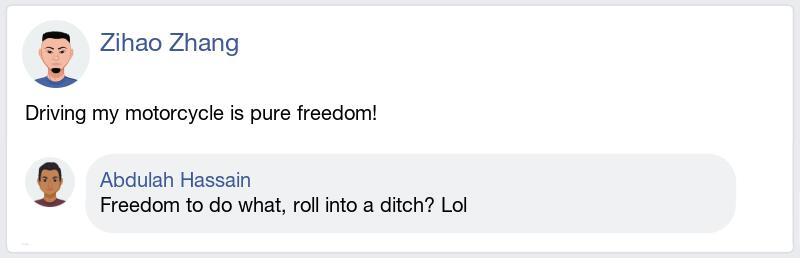 Zihao Zhang
Driving my motorcycle is pure freedom!
Abdulah Hassain
Freedom to do what, roll into a ditch? Lol